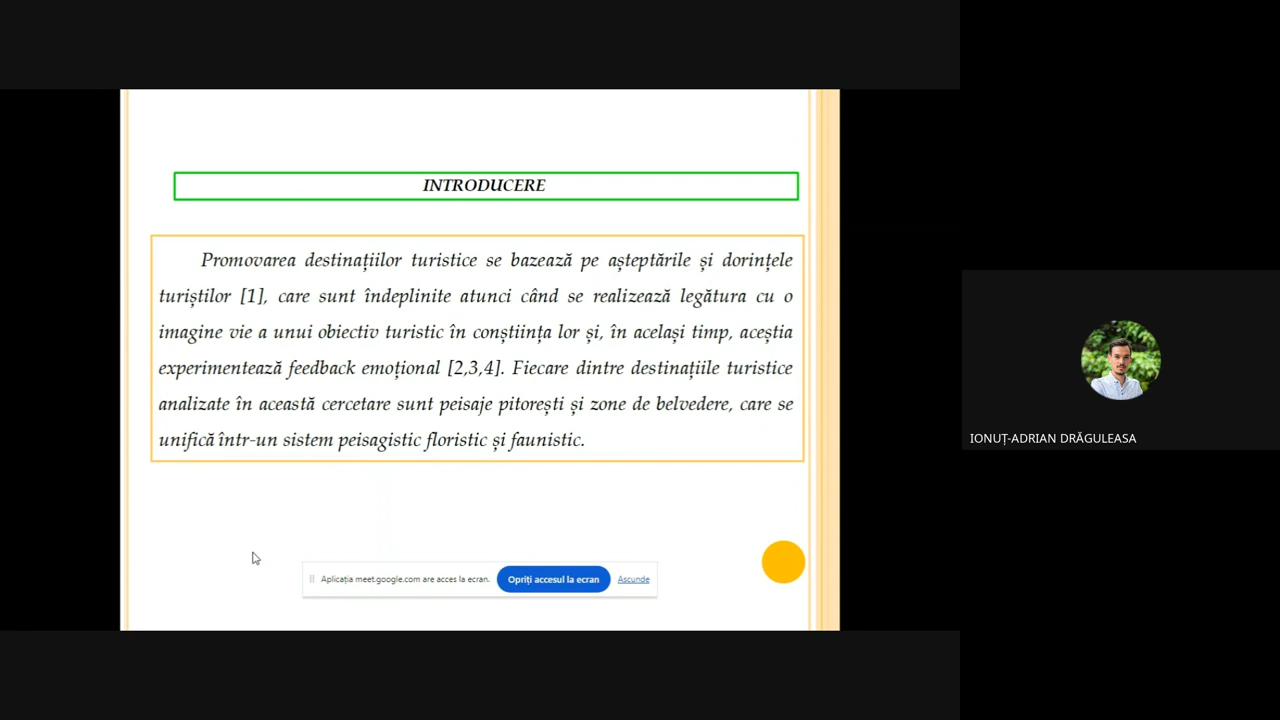 INTRODUCERE
Promovarea destinațiilor turistice se bazează pe așteptările și dorințele
turiștilor [1], care sunt îndeplinite atunci când se realizează legătura cu o
imagine vie a unui obiectiv turistic în conștiința lor și, în același timp, aceștia
experimentează feedback emoțional [2,3,4]. Fiecare dintre destinațiile turistice
analizate în această cercetare sunt peisaje pitorești și zone de belvedere, care se
unifică într-un sistem peisagistic floristic și faunistic.
Aplicația meet.google.com are acces la ecran. Opriți accesul la ecran Ascunde
IONUȚ-ADRIAN DRĂGULEASA